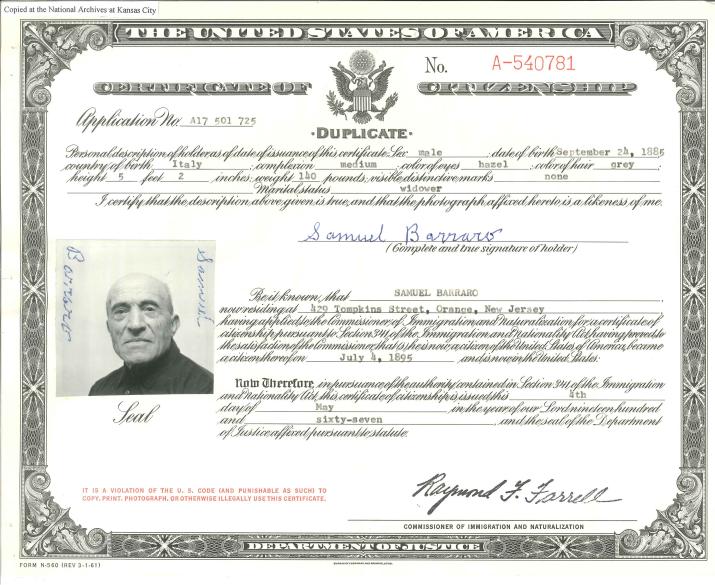 Copied at the National Archives at Kansas City
THE UNITED STATES OF AMERICA
No. A-540781
CERTIFICATE OF CITIZENSHIP
Application No. A17 501 725
·DUPLICATE·
Personal description of holder as of date of issuance of this certificate: Sex male ; date of birth September 24, 1885
country of birth Italy complexion medium color of eyes hazel color of hair grey
height 5 feet 2 inches; weight 140 pounds; visible distinctive marks none
Marital status widower
I certify that the description above given is true, and that the photograph affixed hereto is a likeness of me.
Samuel Barraro
(Complete and true signature of holder)
Samuel
Barraro
Seal
Be it known, that SAMUEL BARRARO
now residing at 429 Tompkins Street, Orange, New Jersey
having applied to the Commissioner of Immigration and Naturalization for a certificate of
citizenship pursuant to Section 341 of the Immigration and Nationality Act, having proved to
the satisfaction of the Commissioner, that (s)he is now a citizen of the United States of America, became
a citizen thereof on July 4, 1895 and is now in the United States:
Now Therefore, in pursuance of the authority contained in Section 341 of the Immigration
and Nationality Act, this certificate of citizenship is issued this 4th
day of May in the year of our Lord nineteen hundred
and sixty-seven and the seal of the Department
of Justice affixed pursuant to statute.
IT IS A VIOLATION OF THE U. S. CODE (AND PUNISHABLE AS SUCH) TO
COPY, PRINT, PHOTOGRAPH, OR OTHERWISE ILLEGALLY USE THIS CERTIFICATE.
Raymond F. Farrell
COMMISSIONER OF IMMIGRATION AND NATURALIZATION
DEPARTMENT OF JUSTICE
FORM N-560 (REV 3-1-61)